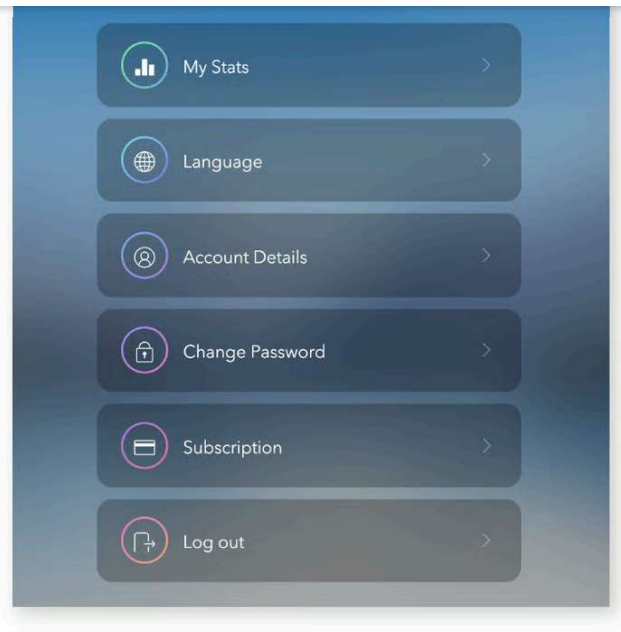 My Stats
Language
Account Details
Change Password
Subscription
Log out